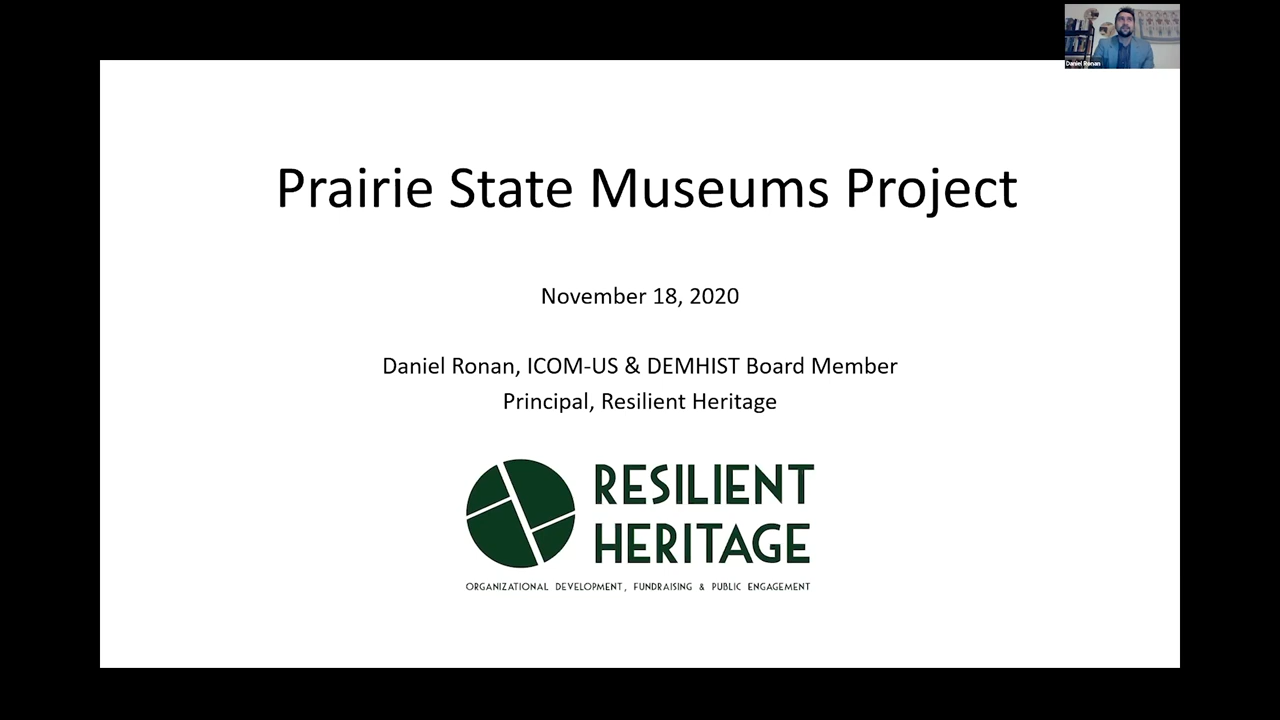 Daniel Ronan
Prairie State Museums Project
November 18, 2020
Daniel Ronan, ICOM-US & DEMHIST Board Member
Principal, Resilient Heritage
RESILIENT
HERITAGE
ORGANIZATIONAL DEVELOPMENT, FUNDRAISING & PUBLIC ENGAGEMENT